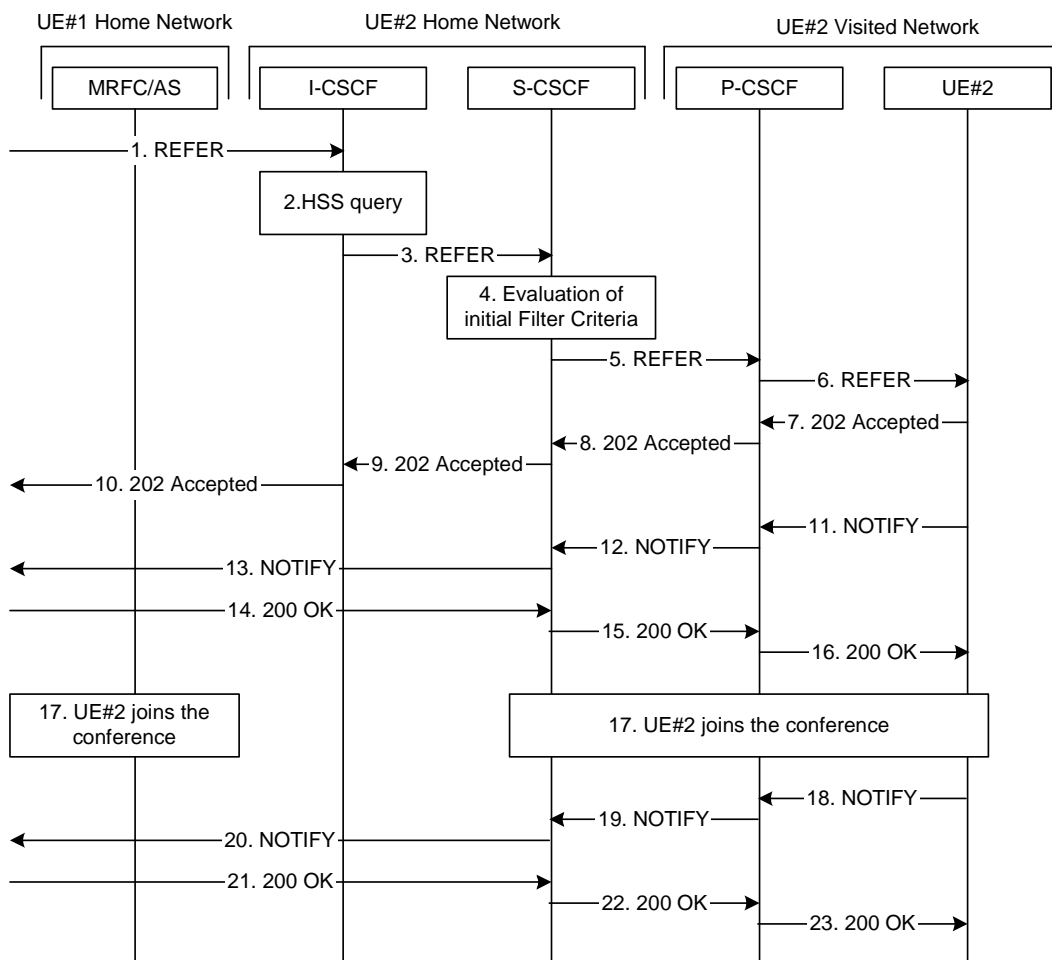 UE#1 Home Network
UE#2 Home Network
UE#2 Visited Network
MRFC/AS
I-CSCF
S-CSCF
P-CSCF
UE#2
1. REFER
2.HSS query
3. REFER
4. Evaluation of
initial Filter Criteria
5. REFER
6. REFER
7. 202 Accepted
8. 202 Accepted
9. 202 Accepted
10. 202 Accepted
11. NOTIFY
12. NOTIFY
13. NOTIFY
14. 200 OK
15. 200 OK
16. 200 OK
17. UE#2 joins the
conference
17. UE#2 joins the conference
18. NOTIFY
19. NOTIFY
20. NOTIFY
21. 200 OK
22. 200 OK
23. 200 OK